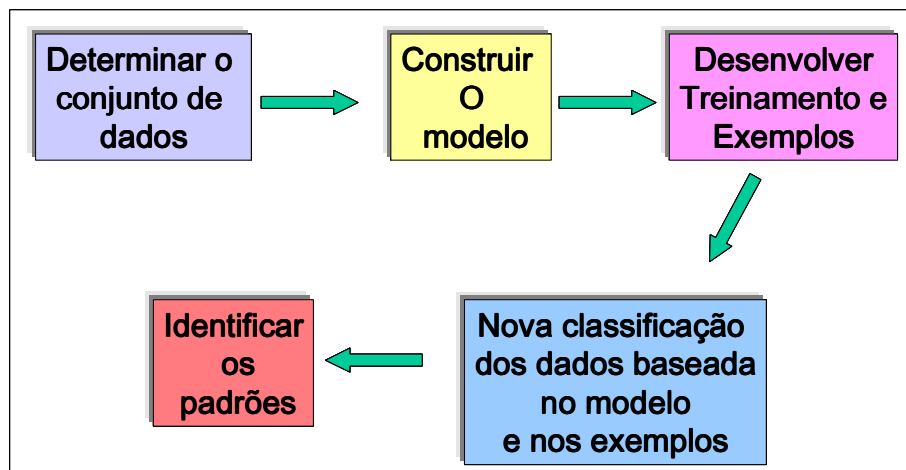 Determinar o
conjunto de
dados
Construir
O
modelo
Desenvolver
Treinamento e
Exemplos
Nova classificação
dos dados baseada
no modelo
e nos exemplos
Identificar
os
padrões